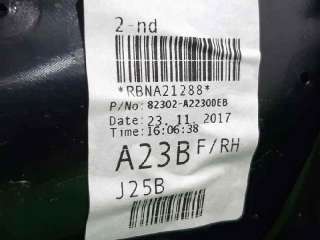 2-nd
*RBNA21288*
P/No: 82302-A22300EB
Date: 23. 11. 2017
Time: 16:06:38
A23B F/RH
J25B